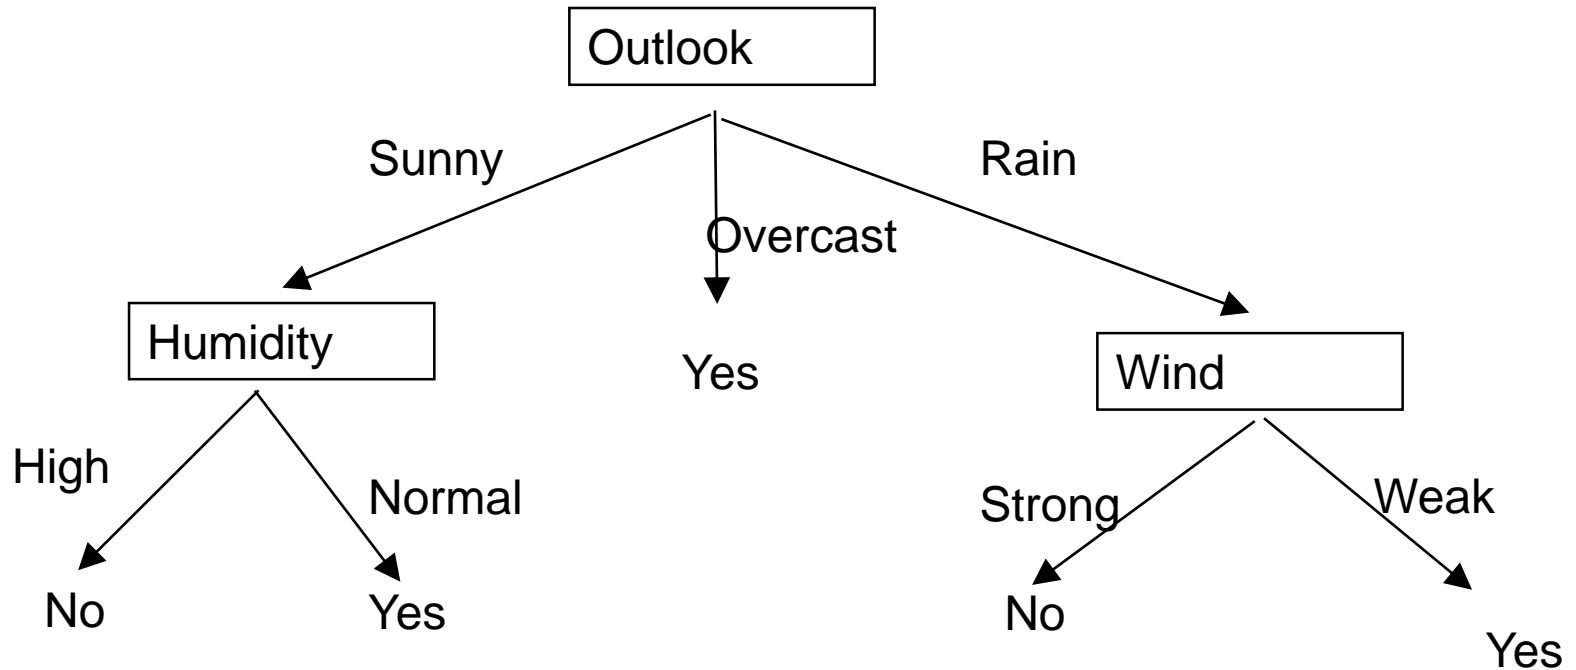 Outlook
Sunny
Rain
Overcast
Humidity
Yes
Wind
High
Normal
Strong
Weak
No
Yes
No
Yes